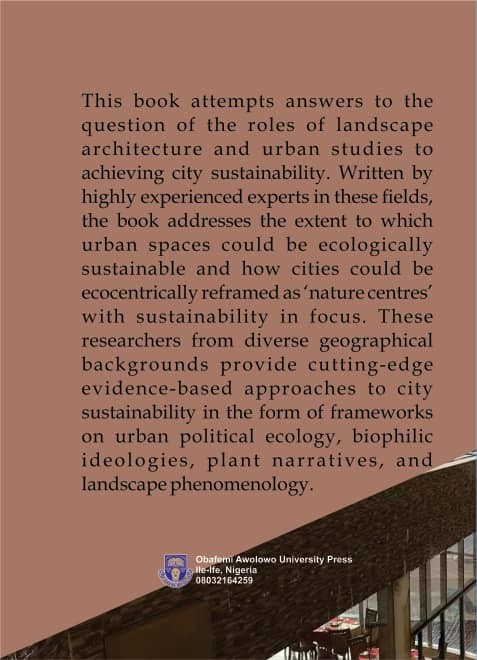 This book attempts answers to the
question of the roles of landscape
architecture and urban studies to
achieving city sustainability. Written by
highly experienced experts in these fields,
the book addresses the extent to which
urban spaces could be ecologically
sustainable and how cities could be
ecocentrically reframed as ‘nature centres’
with sustainability in focus. These
researchers from diverse geographical
backgrounds provide cutting-edge
evidence-based approaches to city
sustainability in the form of frameworks
on urban political ecology, biophilic
ideologies, plant narratives, and
landscape phenomenology.
Obafemi Awolowo University Press
Ile-Ife, Nigeria
08032164259